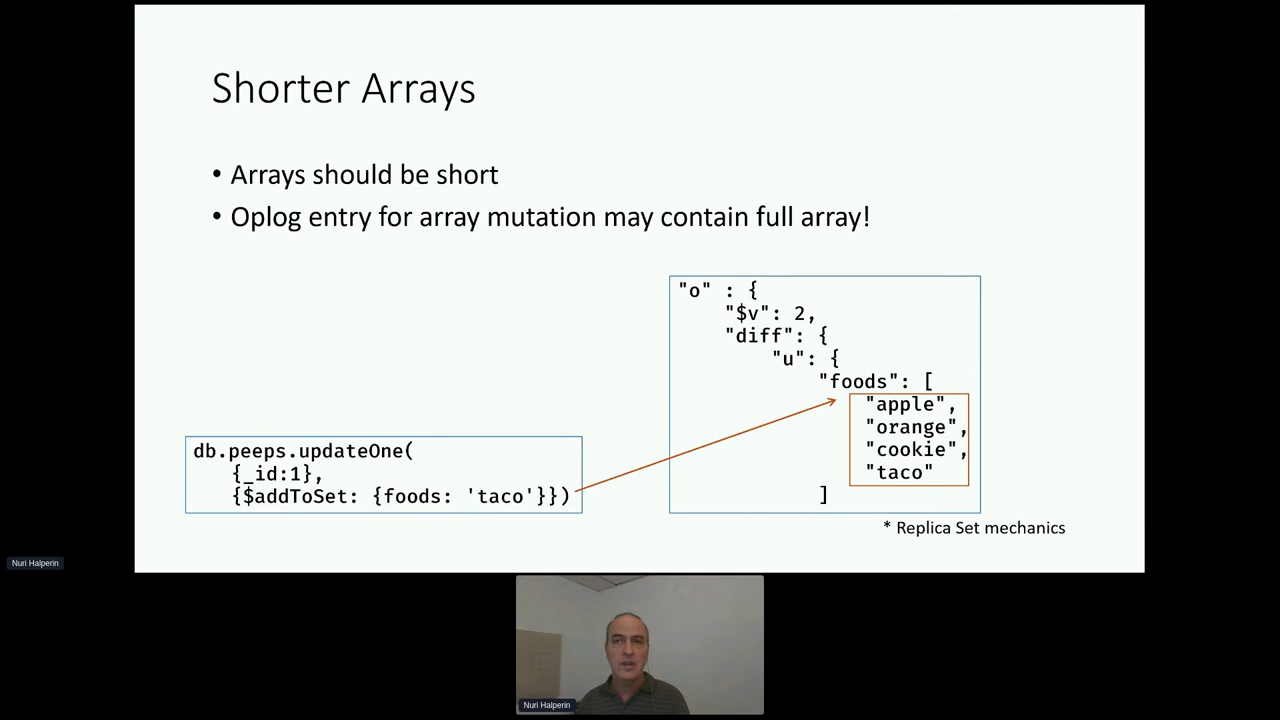 Shorter Arrays
• Arrays should be short
• Oplog entry for array mutation may contain full array!
"o" : {
"$v": 2,
"diff": {
"u": {
"foods": [
"apple",
"orange",
"cookie",
"taco"
]
db.peeps.updateOne(
{_id:1},
{$addToSet: {foods: 'taco'}})
* Replica Set mechanics
Nuri Halperin
Nuri Halperin